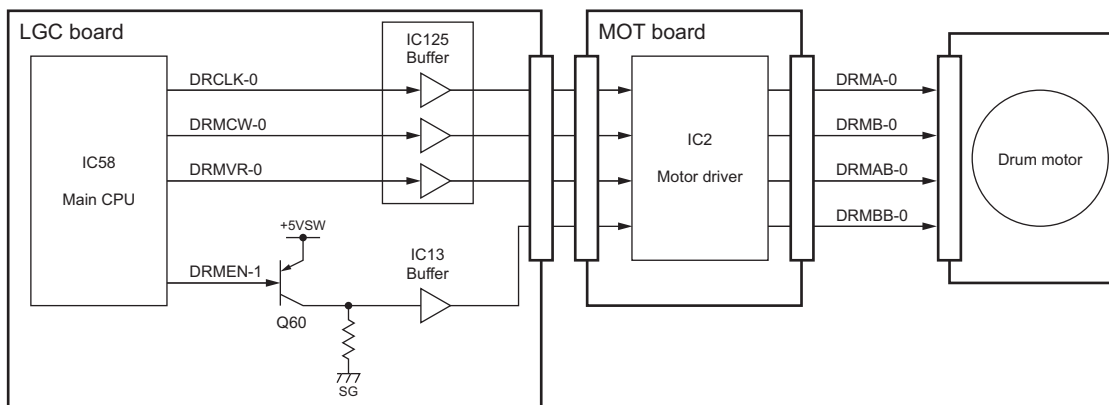 LGC board
MOT board
IC125
Buffer
DRCLK-0
DRMCW-0
DRMVR-0
IC58
Main CPU
+5VSW
DRMEN-1
Q60
IC13
Buffer
SG
IC2
Motor driver
DRMA-0
DRMB-0
DRMAB-0
DRMBB-0
Drum motor